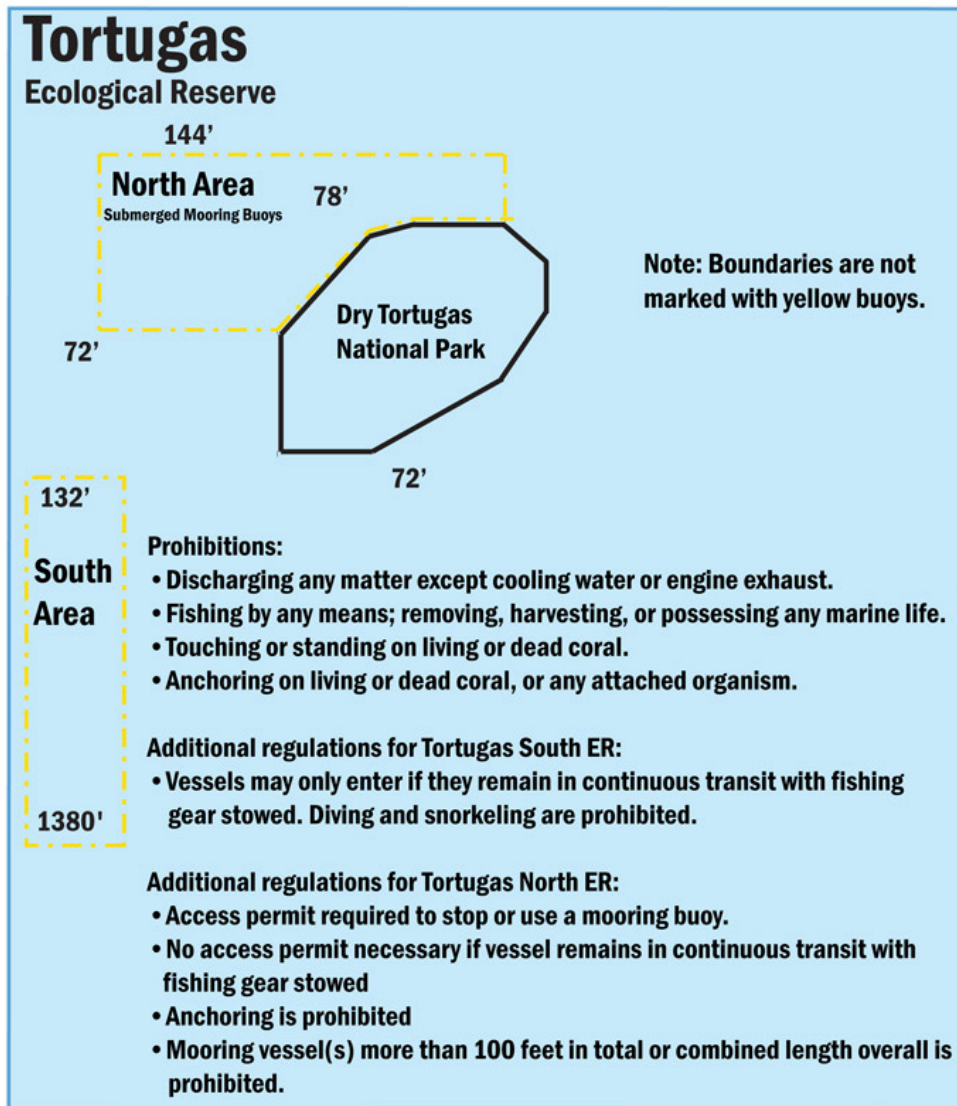 Tortugas
Ecological Reserve
144’
North Area
78’
Submerged Mooring Buoys
Note: Boundaries are not
marked with yellow buoys.
Dry Tortugas
National Park
72’
72’
132’
South
Area
1380'
Prohibitions:
• Discharging any matter except cooling water or engine exhaust.
• Fishing by any means; removing, harvesting, or possessing any marine life.
• Touching or standing on living or dead coral.
• Anchoring on living or dead coral, or any attached organism.
Additional regulations for Tortugas South ER:
• Vessels may only enter if they remain in continuous transit with fishing
gear stowed. Diving and snorkeling are prohibited.
Additional regulations for Tortugas North ER:
• Access permit required to stop or use a mooring buoy.
• No access permit necessary if vessel remains in continuous transit with
fishing gear stowed
• Anchoring is prohibited
• Mooring vessel(s) more than 100 feet in total or combined length overall is
prohibited.